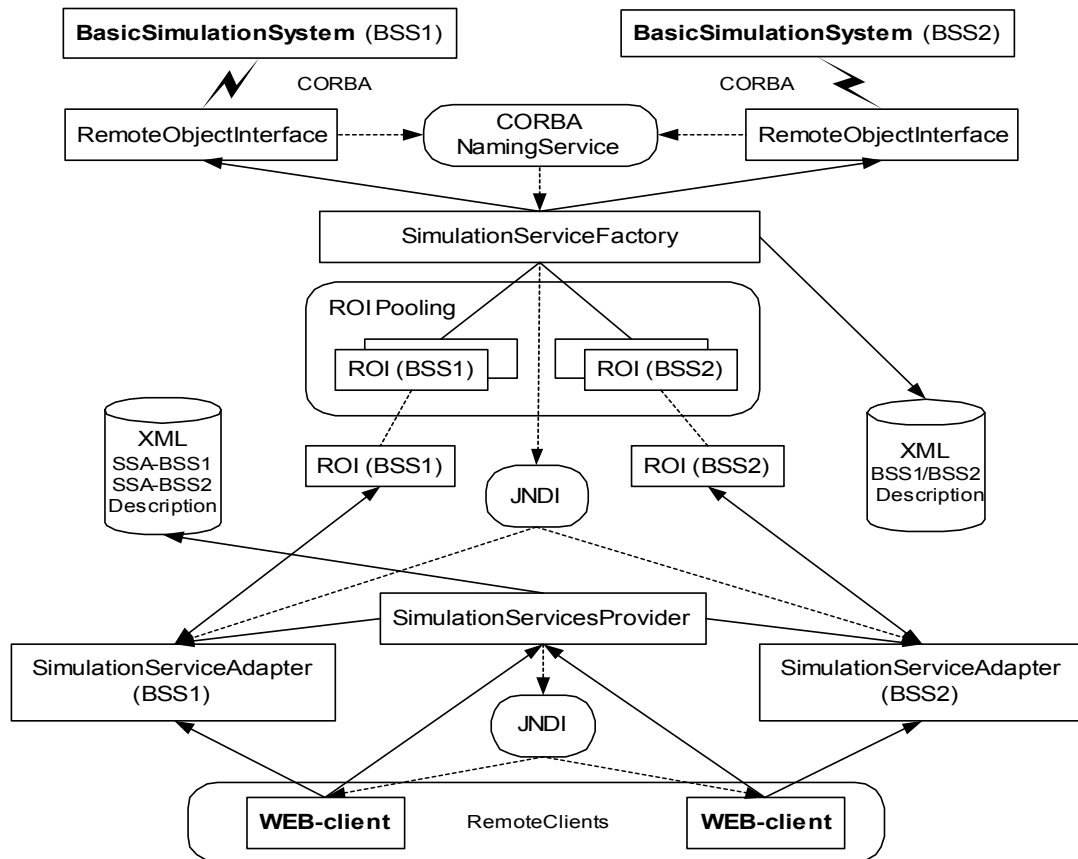 BasicSimulationSystem (BSS1)
BasicSimulationSystem (BSS2)
CORBA
CORBA
RemoteObjectInterface
CORBA
NamingService
RemoteObjectInterface
SimulationServiceFactory
ROI Pooling
ROI (BSS1)
ROI (BSS2)
XML
SSA-BSS1
SSA-BSS2
Description
ROI (BSS1)
ROI (BSS2)
XML
BSS1/BSS2
Description
JNDI
SimulationServicesProvider
SimulationServiceAdapter
(BSS1)
SimulationServiceAdapter
(BSS2)
JNDI
WEB-client
RemoteClients
WEB-client